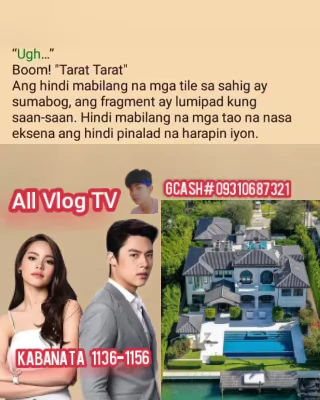 “Ugh...”
Boom! "Tarat Tarat"
Ang hindi mabilang na mga tile sa sahig ay
sumabog, ang fragment ay lumipad kung
saan-saan. Hindi mabilang na mga tao na nasa
eksena ang hindi pinalad na harapin iyon.
GCASH# 09310687321
All Vlog TV
KABANATA 1136-1156